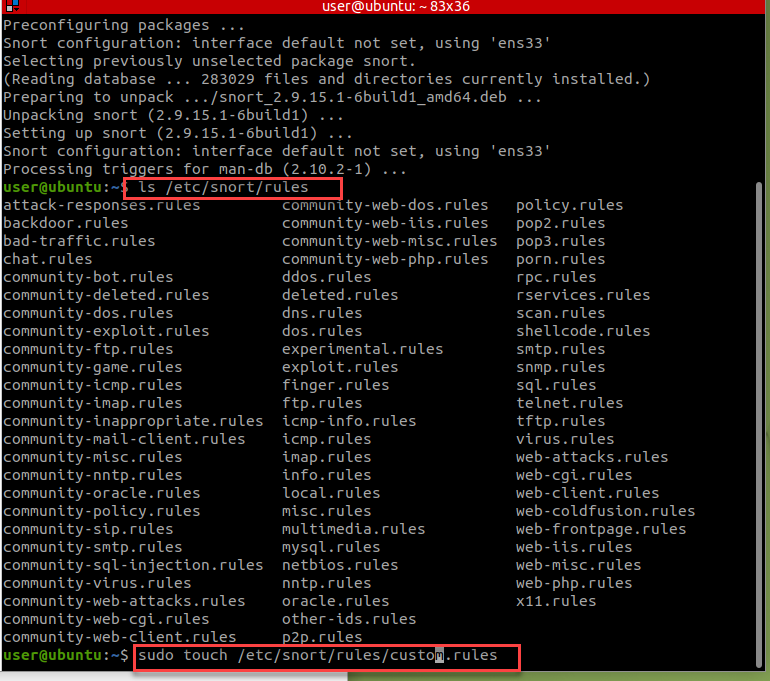 user@ubuntu: ~ 83x36
Preconfiguring packages ...
Snort configuration: interface default not set, using 'ens33'
Selecting previously unselected package snort.
(Reading database ... 283029 files and directories currently installed.)
Preparing to unpack .../snort_2.9.15.1-6build1_amd64.deb ...
Unpacking snort (2.9.15.1-6build1) ...
Setting up snort (2.9.15.1-6build1) ...
Snort configuration: interface default not set, using 'ens33'
Processing triggers for man-db (2.10.2-1) ...
user@ubuntu:~$ ls /etc/snort/rules
attack-responses.rules community-web-dos.rules policy.rules
backdoor.rules community-web-iis.rules pop2.rules
bad-traffic.rules community-web-misc.rules pop3.rules
chat.rules community-web-php.rules porn.rules
community-bot.rules ddos.rules rpc.rules
community-deleted.rules deleted.rules rservices.rules
community-dos.rules dns.rules scan.rules
community-exploit.rules dos.rules shellcode.rules
community-ftp.rules experimental.rules smtp.rules
community-game.rules exploit.rules snmp.rules
community-icmp.rules finger.rules sql.rules
community-imap.rules ftp.rules telnet.rules
community-inappropriate.rules icmp-info.rules tftp.rules
community-mail-client.rules icmp.rules virus.rules
community-misc.rules imap.rules web-attacks.rules
community-nntp.rules info.rules web-cgi.rules
community-oracle.rules local.rules web-client.rules
community-policy.rules misc.rules web-coldfusion.rules
community-sip.rules multimedia.rules web-frontpage.rules
community-smtp.rules mysql.rules web-iis.rules
community-sql-injection.rules netbios.rules web-misc.rules
community-virus.rules nntp.rules web-php.rules
community-web-attacks.rules oracle.rules x11.rules
community-web-cgi.rules other-ids.rules
community-web-client.rules p2p.rules
user@ubuntu:~$ sudo touch /etc/snort/rules/custom.rules